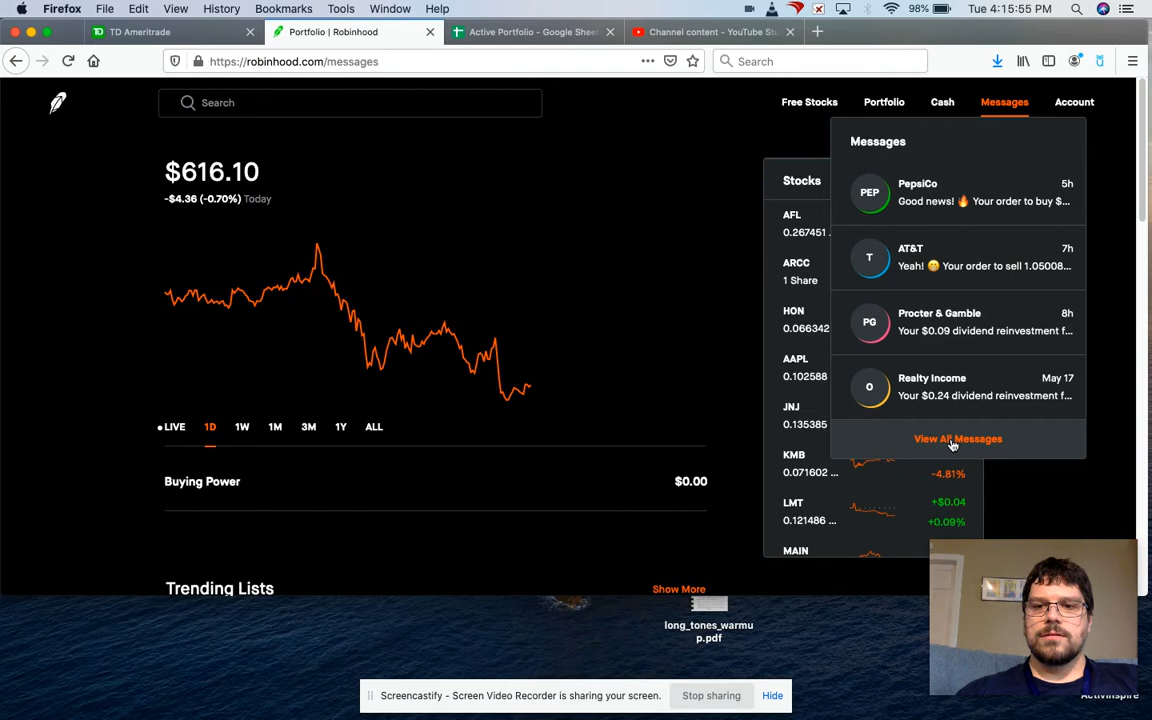 Firefox File Edit View History Bookmarks Tools Window Help
98% Tue 4:15:55 PM
TD Ameritrade
Portfolio | Robinhood
Active Portfolio - Google Sheet
Channel content - YouTube Stu
https://robinhood.com/messages
Search
Search
Free Stocks Portfolio Cash Messages Account
$616.10
-$4.36 (-0.70%) Today
LIVE 1D 1W 1M 3M 1Y ALL
Buying Power $0.00
Trending Lists Show More
Stocks
AFL
0.267451 ...
ARCC
1 Share
HON
0.066342
AAPL
0.102588
JNJ
0.135385
KMB
0.071602 ...
-4.81%
LMT
0.121486 ...
+$0.04
+0.09%
MAIN
Messages
PEP
PepsiCo 5h
Good news! 🔥 Your order to buy $...
T
AT&T 7h
Yeah! 😁 Your order to sell 1.05008...
PG
Procter & Gamble 8h
Your $0.09 dividend reinvestment f...
O
Realty Income May 17
Your $0.24 dividend reinvestment f...
View All Messages
long_tones_warmu
p.pdf
Screencastify - Screen Video Recorder is sharing your screen.
Stop sharing
Hide
ActivInspire